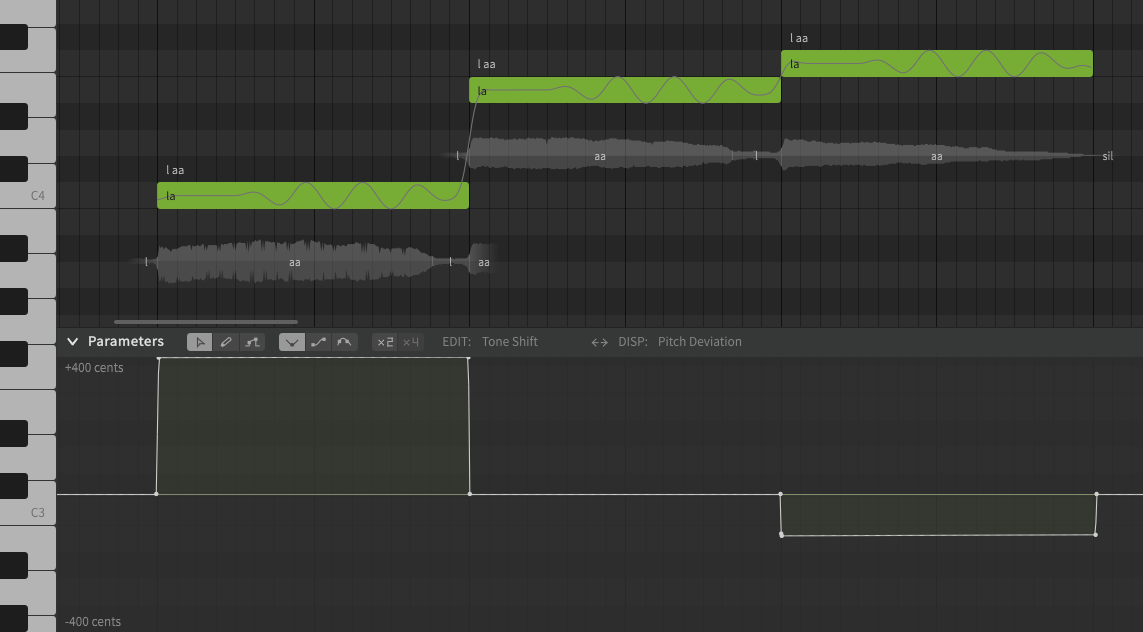 l aa
la
l aa
la
l aa aa l aa sil
la
C4
l aa l aa
Parameters ×2 ×4 EDIT: Tone Shift DISP: Pitch Deviation
+400 cents
C3
-400 cents